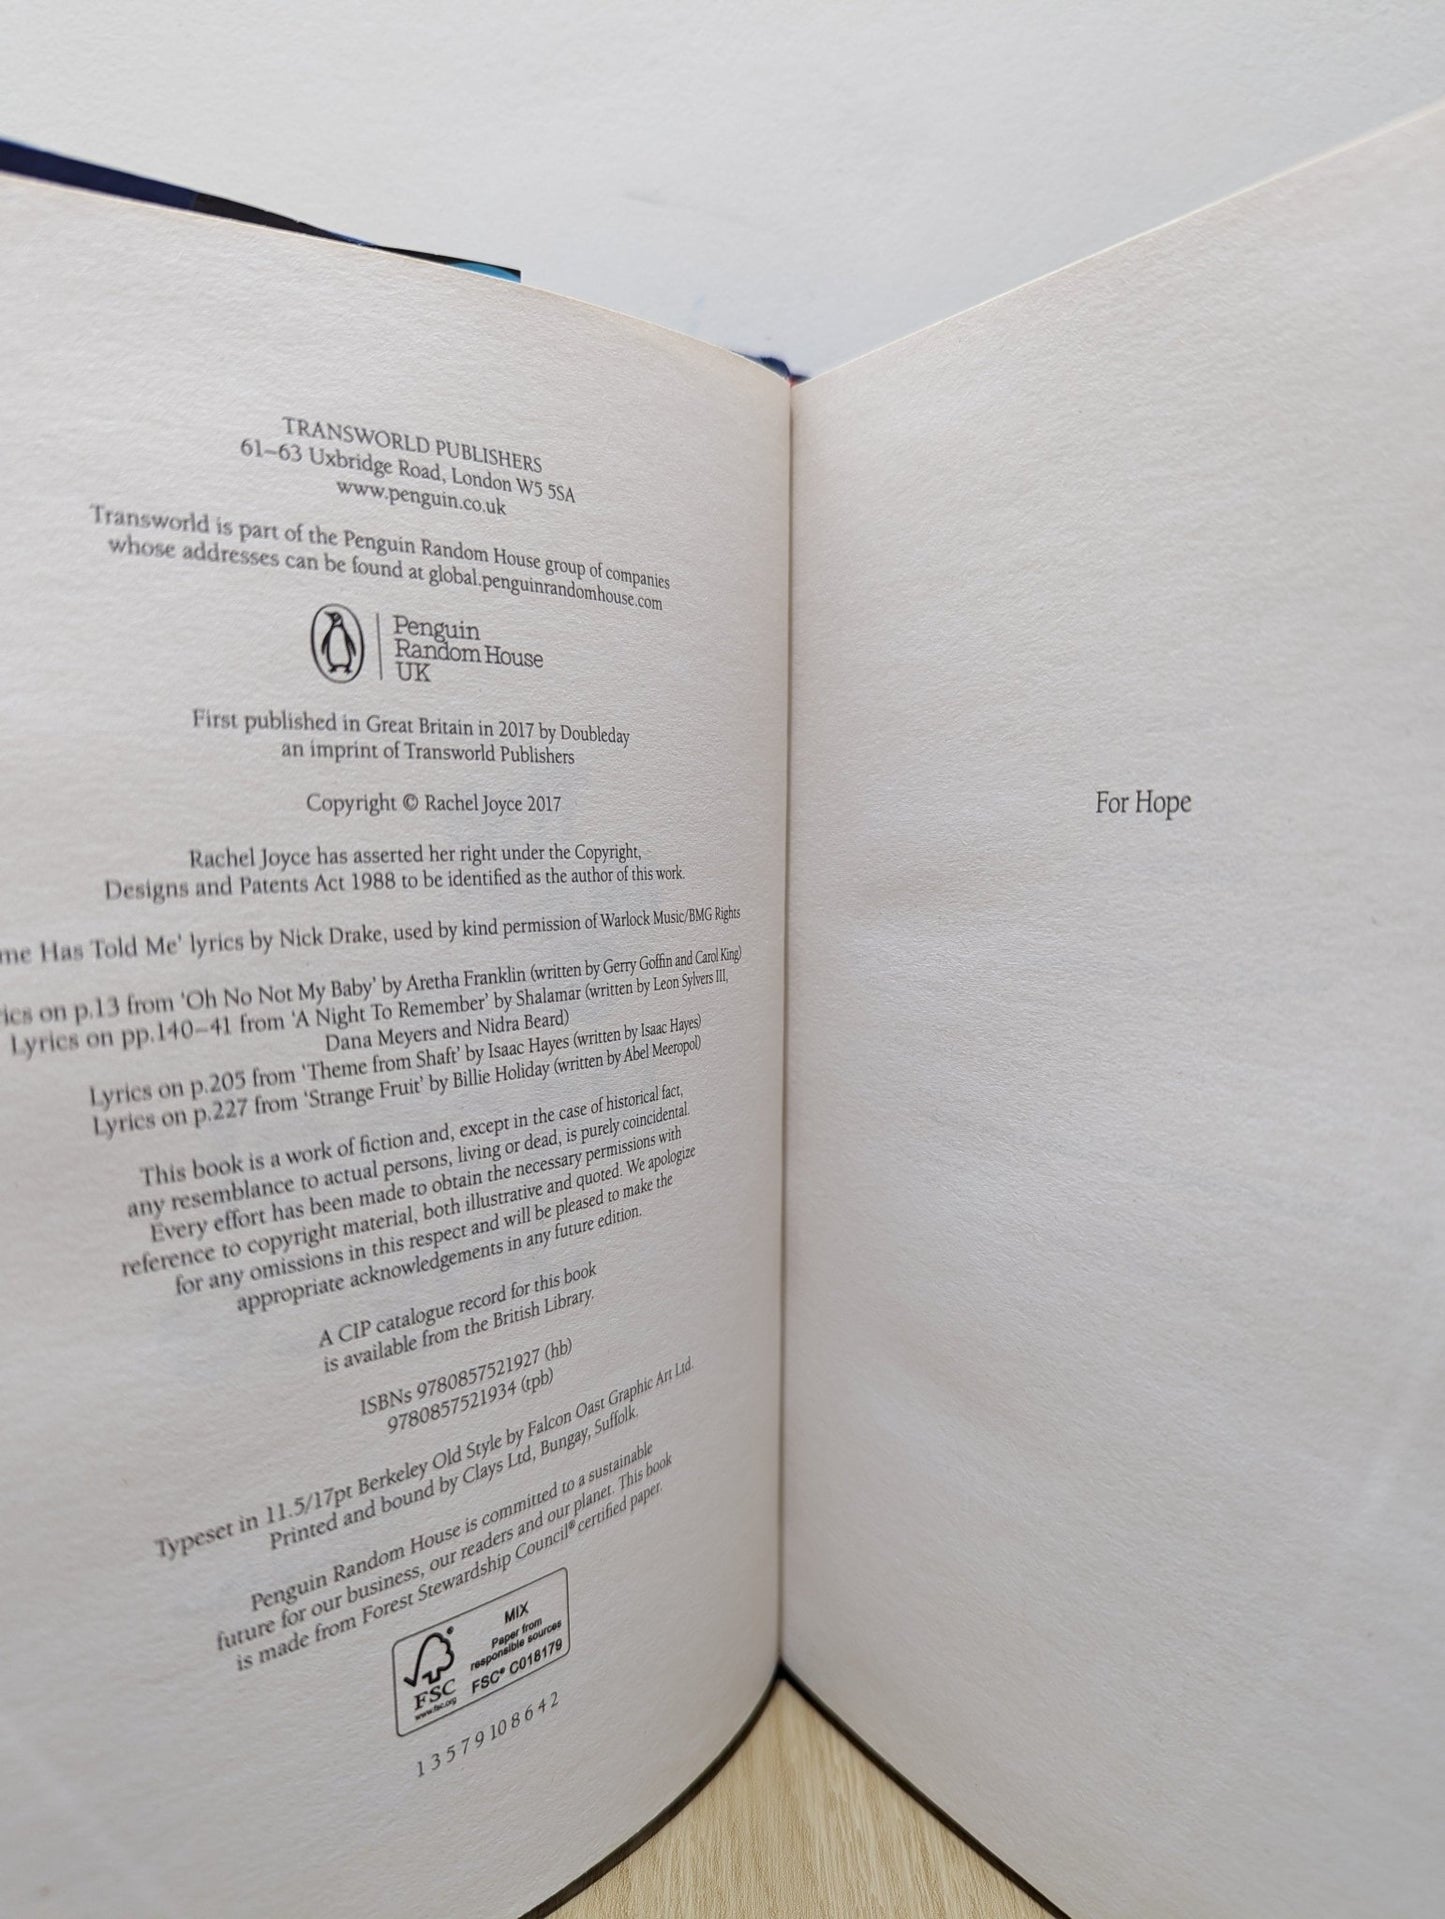 TRANSWORLD PUBLISHERS
61–63 Uxbridge Road, London W5 5SA
www.penguin.co.uk
Transworld is part of the Penguin Random House group of companies
whose addresses can be found at global.penguinrandomhouse.com
Penguin
Random House
UK
First published in Great Britain in 2017 by Doubleday
an imprint of Transworld Publishers
Copyright © Rachel Joyce 2017
Rachel Joyce has asserted her right under the Copyright,
Designs and Patents Act 1988 to be identified as the author of this work.
me Has Told Me’ lyrics by Nick Drake, used by kind permission of Warlock Music/BMG Rights
rics on p.13 from ‘Oh No Not My Baby’ by Aretha Franklin (written by Gerry Goffin and Carol King)
Lyrics on pp.140–41 from ‘A Night To Remember’ by Shalamar (written by Leon Sylvers III,
Dana Meyers and Nidra Beard)
Lyrics on p.205 from ‘Theme from Shaft’ by Isaac Hayes (written by Isaac Hayes)
Lyrics on p.227 from ‘Strange Fruit’ by Billie Holiday (written by Abel Meeropol)
This book is a work of fiction and, except in the case of historical fact,
any resemblance to actual persons, living or dead, is purely coincidental.
Every effort has been made to obtain the necessary permissions with
reference to copyright material, both illustrative and quoted. We apologize
for any omissions in this respect and will be pleased to make the
appropriate acknowledgements in any future edition.
A CIP catalogue record for this book
is available from the British Library.
ISBNs 9780857521927 (hb)
9780857521934 (tpb)
Typeset in 11.5/17pt Berkeley Old Style by Falcon Oast Graphic Art Ltd.
Printed and bound by Clays Ltd, Bungay, Suffolk.
Penguin Random House is committed to a sustainable
future for our business, our readers and our planet. This book
is made from Forest Stewardship Council® certified paper.
FSC
www.fsc.org
MIX
Paper from
responsible sources
FSC® C018179
1 3 5 7 9 10 8 6 4 2
For Hope